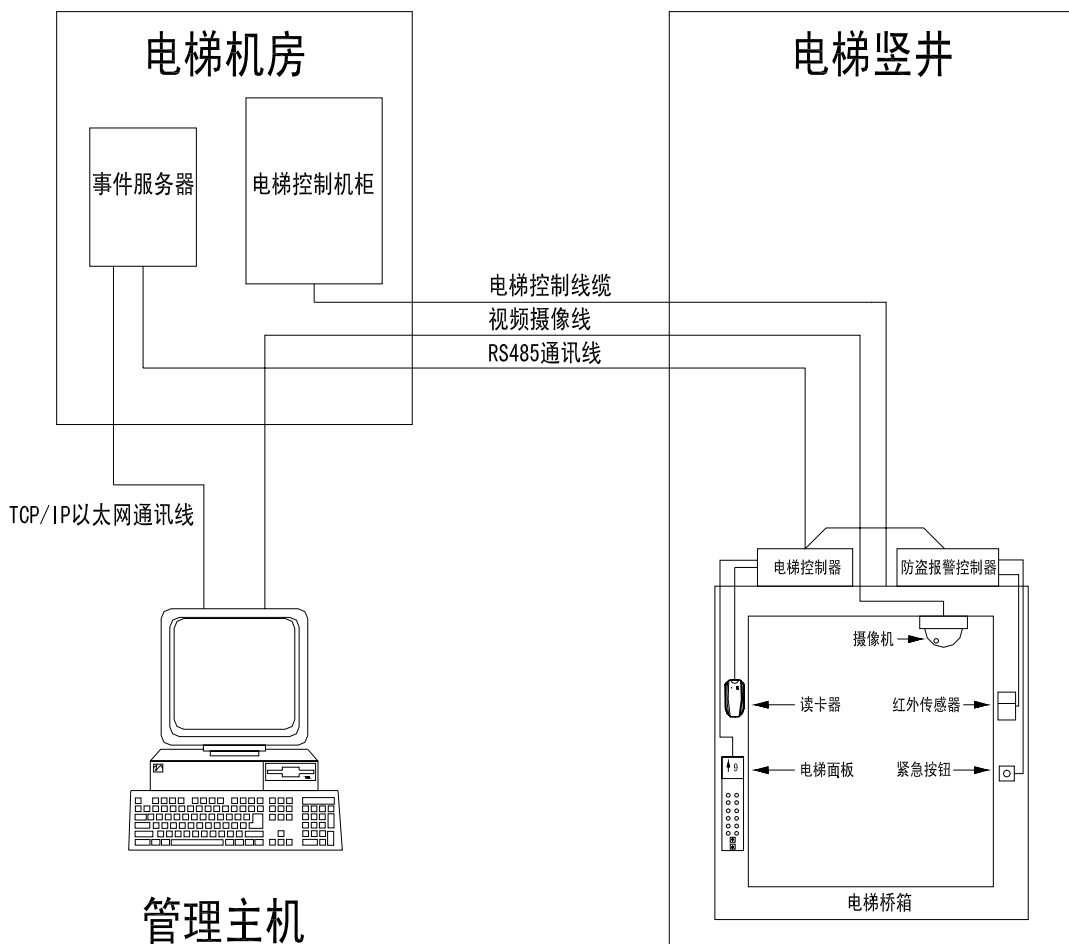 电梯机房
电梯竖井
事件服务器
电梯控制机柜
电梯控制线缆
视频摄像线
RS485通讯线
TCP/IP以太网通讯线
电梯控制器
防盗报警控制器
摄像机
读卡器
红外传感器
9
电梯面板
紧急按钮
电梯桥箱
管理主机